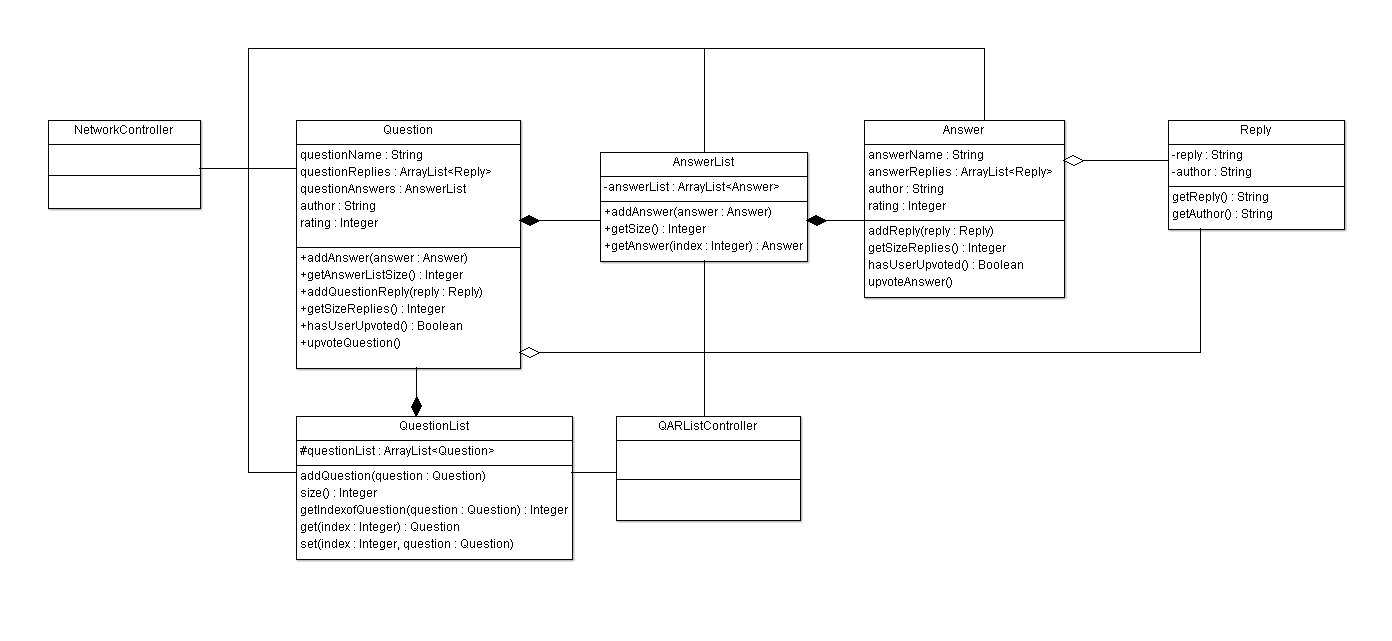 NetworkController
Question
questionName : String
questionReplies : ArrayList<Reply>
questionAnswers : AnswerList
author : String
rating : Integer
+addAnswer(answer : Answer)
+getAnswerListSize() : Integer
+addQuestionReply(reply : Reply)
+getSizeReplies() : Integer
+hasUserUpvoted() : Boolean
+upvoteQuestion()
AnswerList
-answerList : ArrayList<Answer>
+addAnswer(answer : Answer)
+getSize() : Integer
+getAnswer(index : Integer) : Answer
Answer
answerName : String
answerReplies : ArrayList<Reply>
author : String
rating : Integer
addReply(reply : Reply)
getSizeReplies() : Integer
hasUserUpvoted() : Boolean
upvoteAnswer()
Reply
-reply : String
-author : String
getReply() : String
getAuthor() : String
QuestionList
#questionList : ArrayList<Question>
addQuestion(question : Question)
size() : Integer
getIndexofQuestion(question : Question) : Integer
get(index : Integer) : Question
set(index : Integer, question : Question)
QARListController